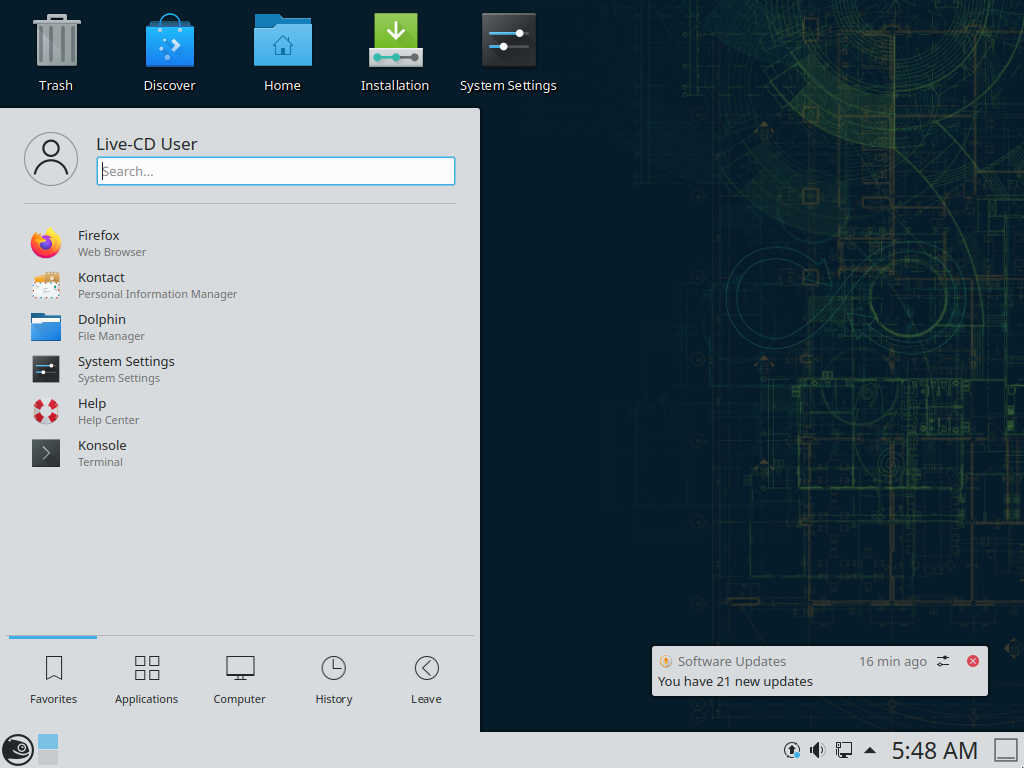 Trash
Discover
Home
Installation
System Settings
Live-CD User
Search...
Firefox
Web Browser
Kontact
Personal Information Manager
Dolphin
File Manager
System Settings
System Settings
Help
Help Center
Konsole
Terminal
Favorites
Applications
Computer
History
Leave
Software Updates
16 min ago
You have 21 new updates
5:48 AM